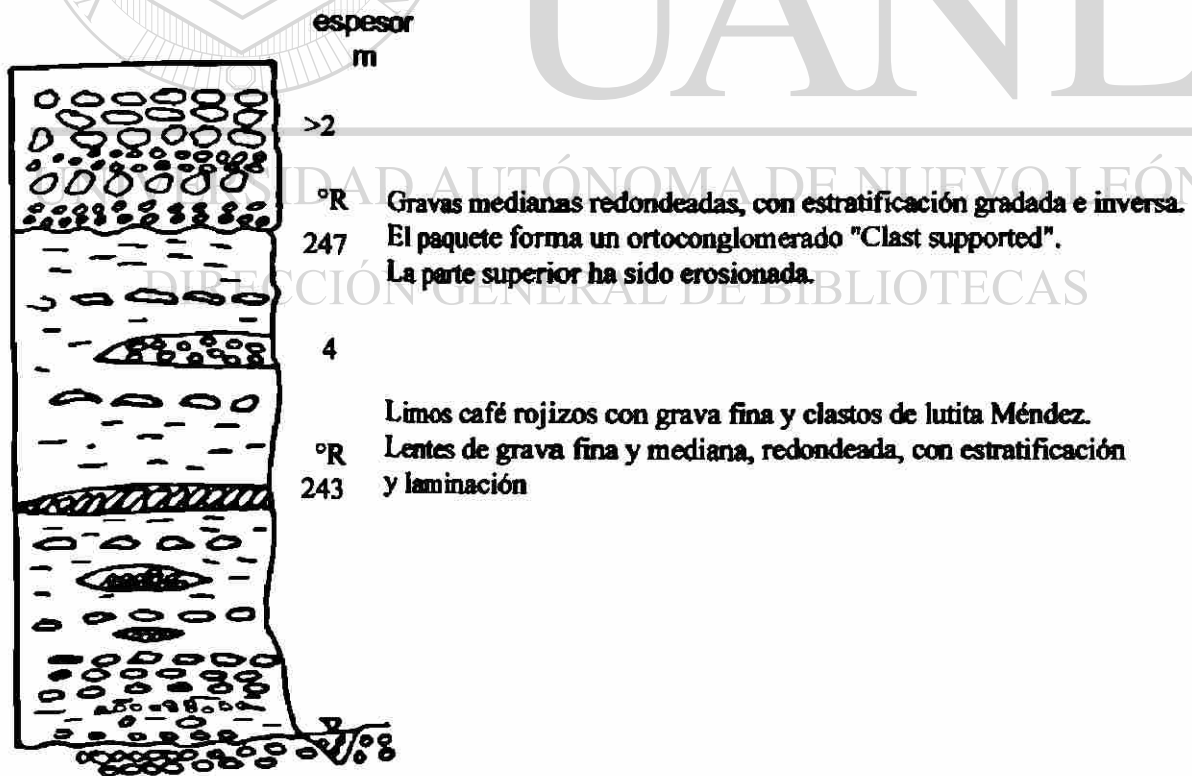 espesor
m
UANL
>2
UNIVERSIDAD AUTÓNOMA DE NUEVO LEÓN
°R Gravas medianas redondeadas, con estratificación gradada e inversa.
247 El paquete forma un ortoconglomerado "Clast supported".
La parte superior ha sido erosionada.
DIRECCIÓN GENERAL DE BIBLIOTECAS
4
Limos café rojizos con grava fina y clastos de lutita Méndez.
°R Lentes de grava fina y mediana, redondeada, con estratificación
243 y laminación